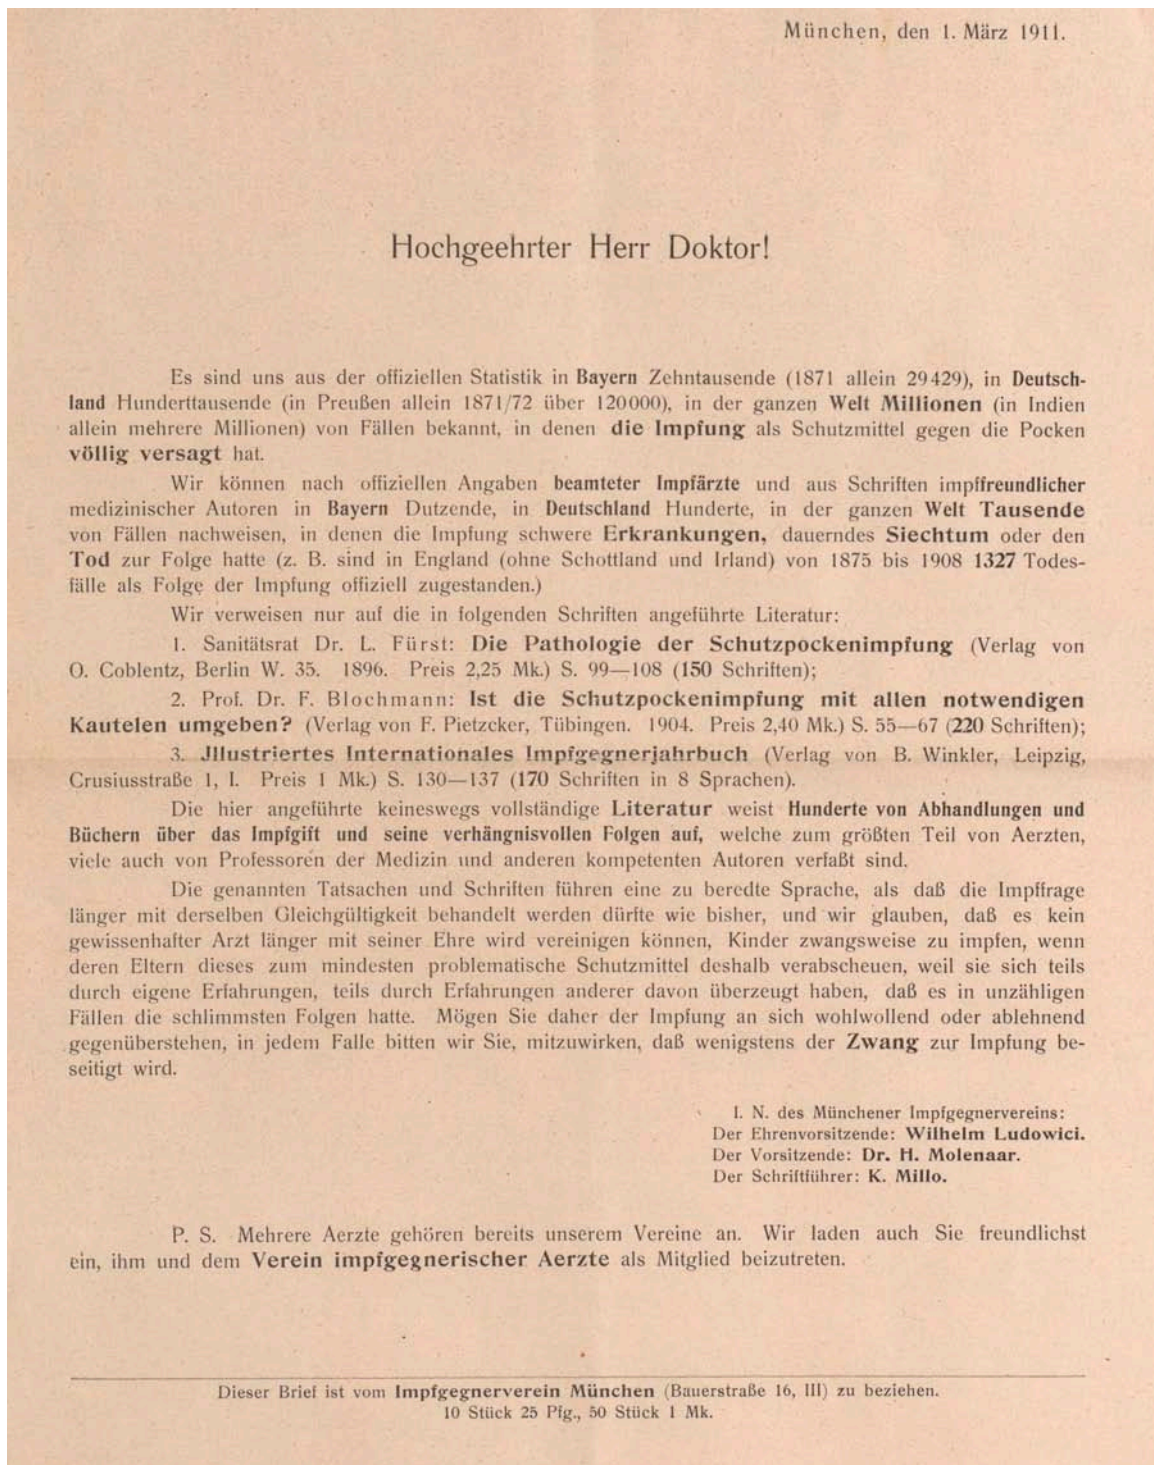 München, den 1. März 1911.
Hochgeehrter Herr Doktor!
Es sind uns aus der offiziellen Statistik in Bayern Zehntausende (1871 allein 29429), in Deutsch-
land Hunderttausende (in Preußen allein 1871/72 über 120000), in der ganzen Welt Millionen (in Indien
allein mehrere Millionen) von Fällen bekannt, in denen die Impfung als Schutzmittel gegen die Pocken
völlig versagt hat.
Wir können nach offiziellen Angaben beamteter Impfärzte und aus Schriften impffreundlicher
medizinischer Autoren in Bayern Dutzende, in Deutschland Hunderte, in der ganzen Welt Tausende
von Fällen nachweisen, in denen die Impfung schwere Erkrankungen, dauerndes Siechtum oder den
Tod zur Folge hatte (z. B. sind in England (ohne Schottland und Irland) von 1875 bis 1908 1327 Todes-
fälle als Folge der Impfung offiziell zugestanden.)
Wir verweisen nur auf die in folgenden Schriften angeführte Literatur:
1. Sanitätsrat Dr. L. Fürst: Die Pathologie der Schutzpockenimpfung (Verlag von
O. Coblentz, Berlin W. 35. 1896. Preis 2,25 Mk.) S. 99—108 (150 Schriften);
2. Prof. Dr. F. Blochmann: Ist die Schutzpockenimpfung mit allen notwendigen
Kautelen umgeben? (Verlag von F. Pietzcker, Tübingen. 1904. Preis 2,40 Mk.) S. 55—67 (220 Schriften);
3. Jllustriertes Internationales Impfgegnerjahrbuch (Verlag von B. Winkler, Leipzig,
Crusiusstraße 1, I. Preis 1 Mk.) S. 130—137 (170 Schriften in 8 Sprachen).
Die hier angeführte keineswegs vollständige Literatur weist Hunderte von Abhandlungen und
Büchern über das Impfgift und seine verhängnisvollen Folgen auf, welche zum größten Teil von Aerzten,
viele auch von Professoren der Medizin und anderen kompetenten Autoren verfaßt sind.
Die genannten Tatsachen und Schriften führen eine zu beredte Sprache, als daß die Impffrage
länger mit derselben Gleichgültigkeit behandelt werden dürfte wie bisher, und wir glauben, daß es kein
gewissenhafter Arzt länger mit seiner Ehre wird vereinigen können, Kinder zwangsweise zu impfen, wenn
deren Eltern dieses zum mindesten problematische Schutzmittel deshalb verabscheuen, weil sie sich teils
durch eigene Erfahrungen, teils durch Erfahrungen anderer davon überzeugt haben, daß es in unzähligen
Fällen die schlimmsten Folgen hatte. Mögen Sie daher der Impfung an sich wohlwollend oder ablehnend
gegenüberstehen, in jedem Falle bitten wir Sie, mitzuwirken, daß wenigstens der Zwang zur Impfung be-
seitigt wird.
I. N. des Münchener Impfgegnervereins:
Der Ehrenvorsitzende: Wilhelm Ludowici.
Der Vorsitzende: Dr. H. Molenaar.
Der Schriftführer: K. Millo.
P. S. Mehrere Aerzte gehören bereits unserem Vereine an. Wir laden auch Sie freundlichst
ein, ihm und dem Verein impfgegnerischer Aerzte als Mitglied beizutreten.
Dieser Brief ist vom Impfgegnerverein München (Bauerstraße 16, III) zu beziehen.
10 Stück 25 Pfg., 50 Stück 1 Mk.